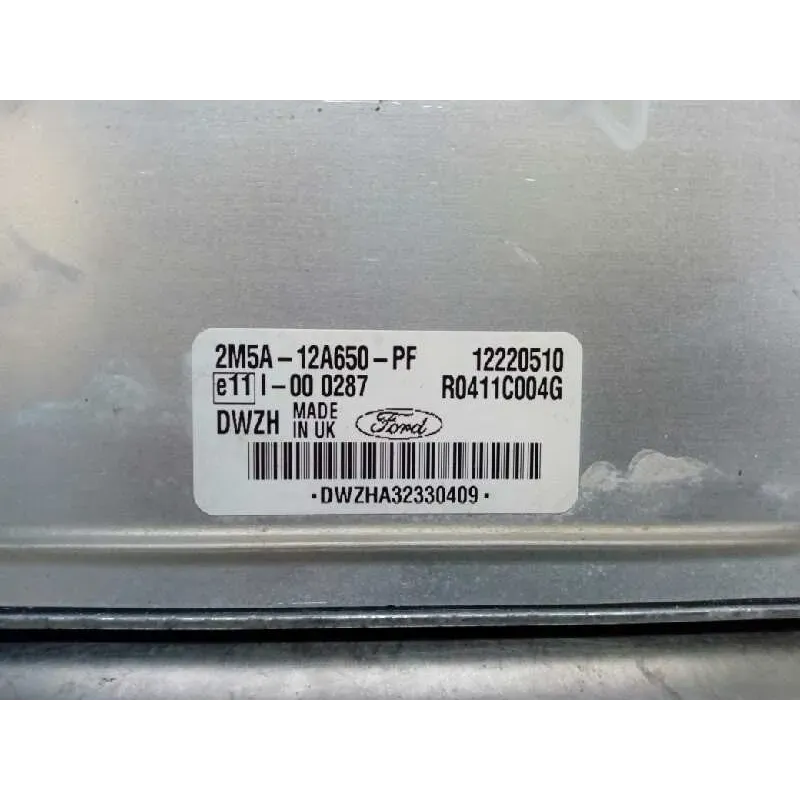 2M5A-12A650-PF 12220510
e11 I-00 0287 R0411C004G
DWZH MADE IN UK Ford
·DWZHA32330409·